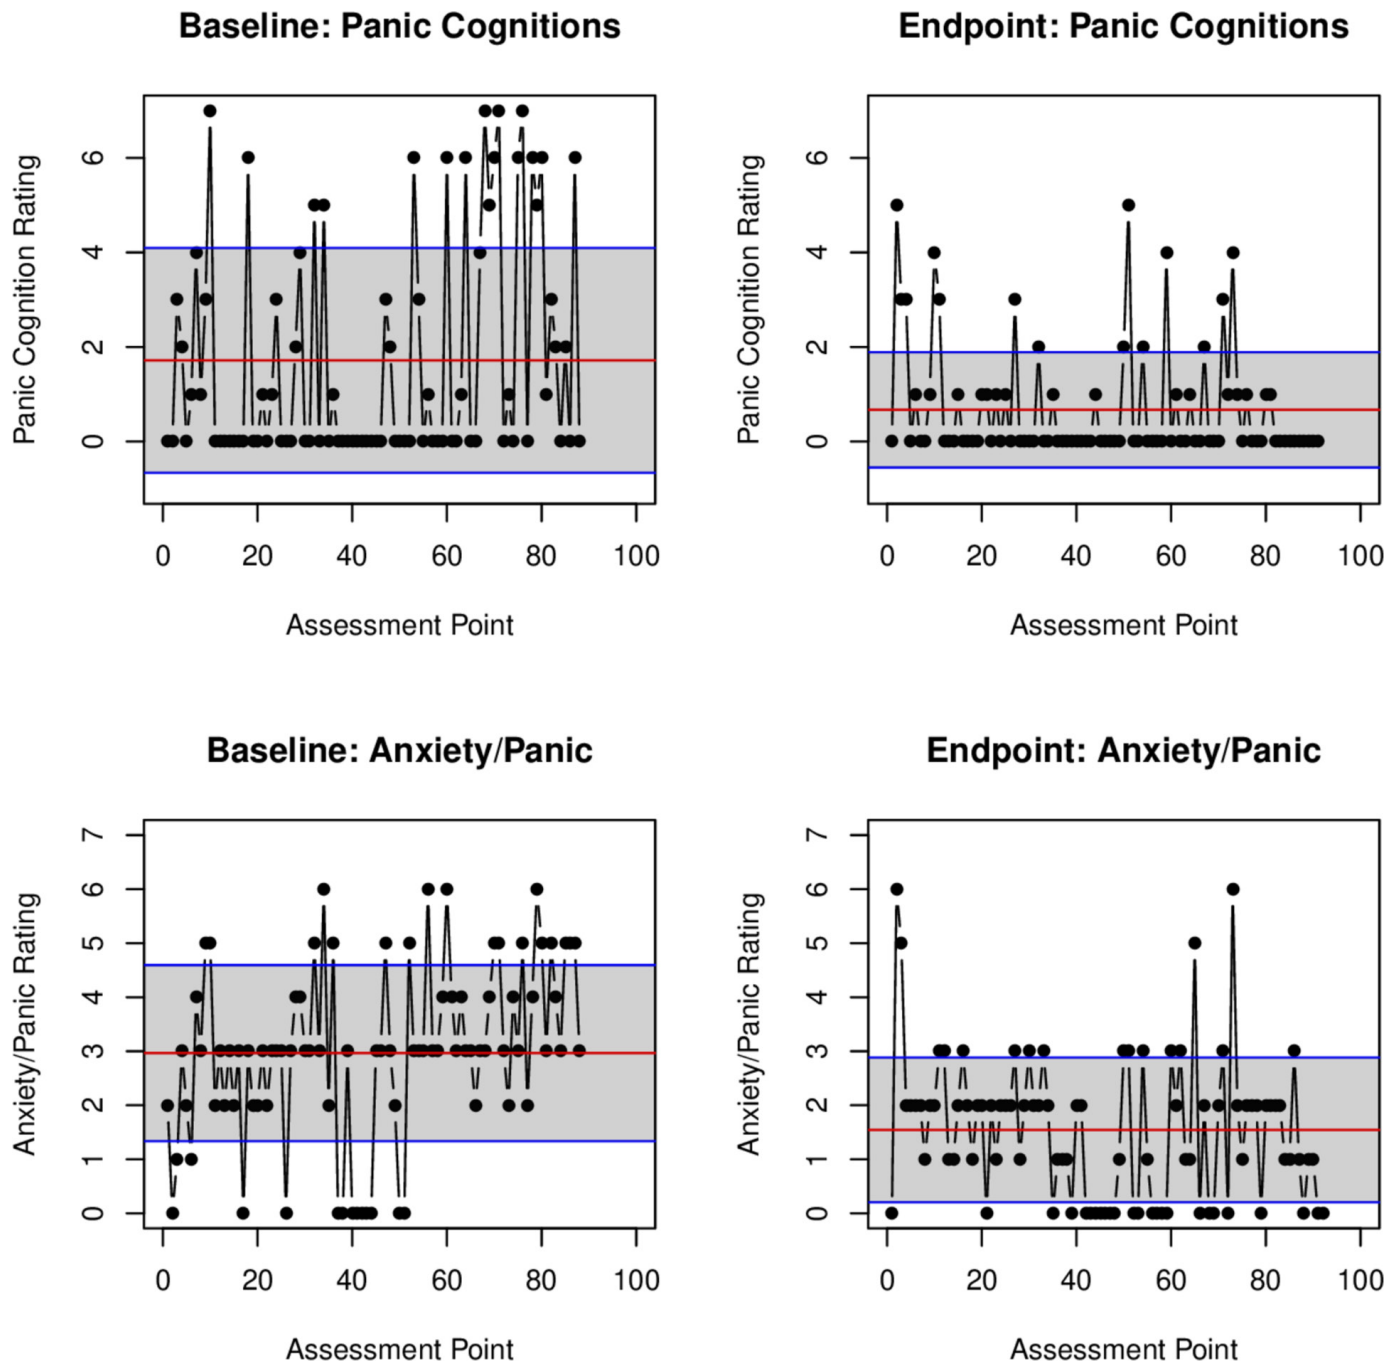 Baseline: Panic Cognitions
Panic Cognition Rating
6
4
2
0
0 20 40 60 80 100
Assessment Point
Endpoint: Panic Cognitions
Panic Cognition Rating
6
4
2
0
0 20 40 60 80 100
Assessment Point
Baseline: Anxiety/Panic
Anxiety/Panic Rating
7
6
5
4
3
2
1
0
0 20 40 60 80 100
Assessment Point
Endpoint: Anxiety/Panic
Anxiety/Panic Rating
7
6
5
4
3
2
1
0
0 20 40 60 80 100
Assessment Point